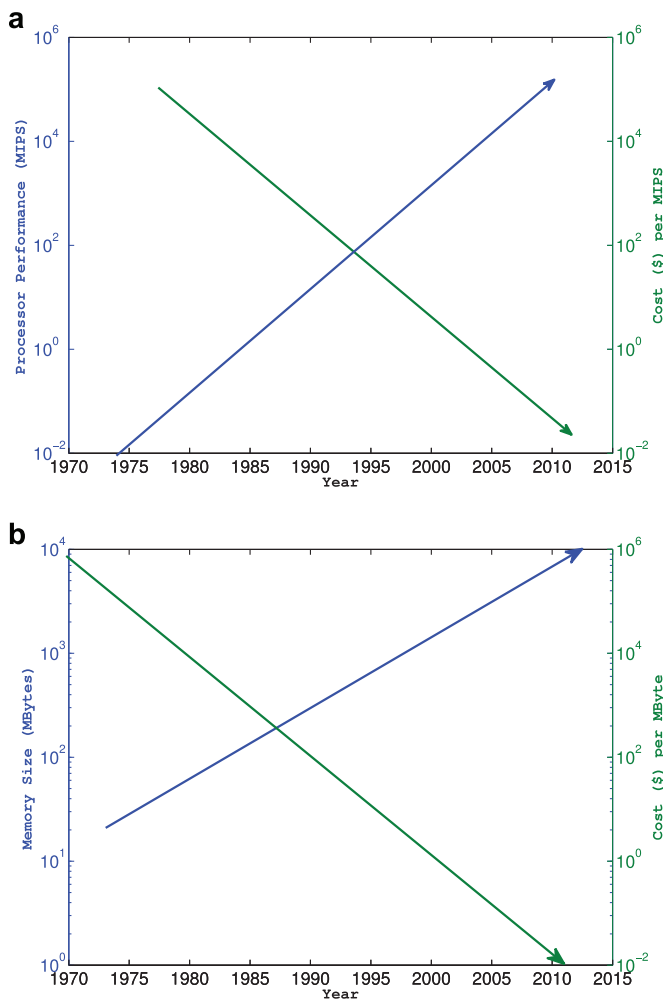 a
10^6 10^6
10^4 10^4
10^2 10^2
10^0 10^0
10^-2 10^-2
Processor Performance (MIPS)
Cost ($) per MIPS
1970 1975 1980 1985 1990 1995 2000 2005 2010 2015
Year
b
10^4 10^6
10^3 10^4
10^2 10^2
10^1 10^0
10^0 10^-2
Memory Size (MBytes)
Cost ($) per MByte
1970 1975 1980 1985 1990 1995 2000 2005 2010 2015
Year